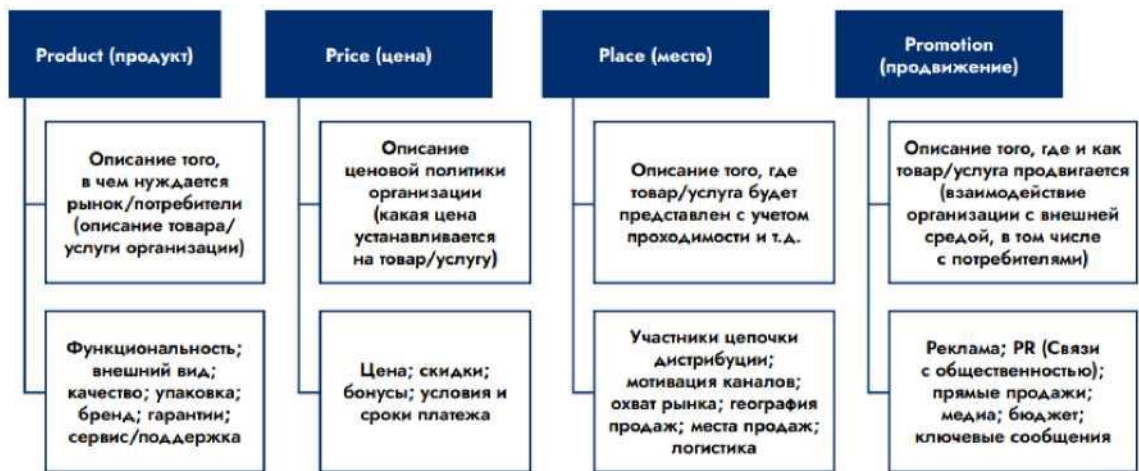 Product (продукт)
Описание того,
в чем нуждается
рынок/потребители
(описание товара/
услуги организации)
Функциональность;
внешний вид;
качество; упаковка;
бренд; гарантии;
сервис/поддержка
Price (цена)
Описание
ценовой политики
организации
(какая цена
устанавливается
на товар/услугу)
Цена; скидки;
бонусы; условия и
сроки платежа
Place (место)
Описание того, где
товар/услуга будет
представлен с учетом
проходимости и т.д.
Участники цепочки
дистрибуции;
мотивация каналов;
охват рынка; география
продаж; места продаж;
логистика
Promotion
(продвижение)
Описание того, где и как
товар/услуга продвигается
(взаимодействие
организации с внешней
средой, в том числе
с потребителями)
Реклама; PR (Связи
с общественностью);
прямые продажи;
медиа; бюджет;
ключевые сообщения